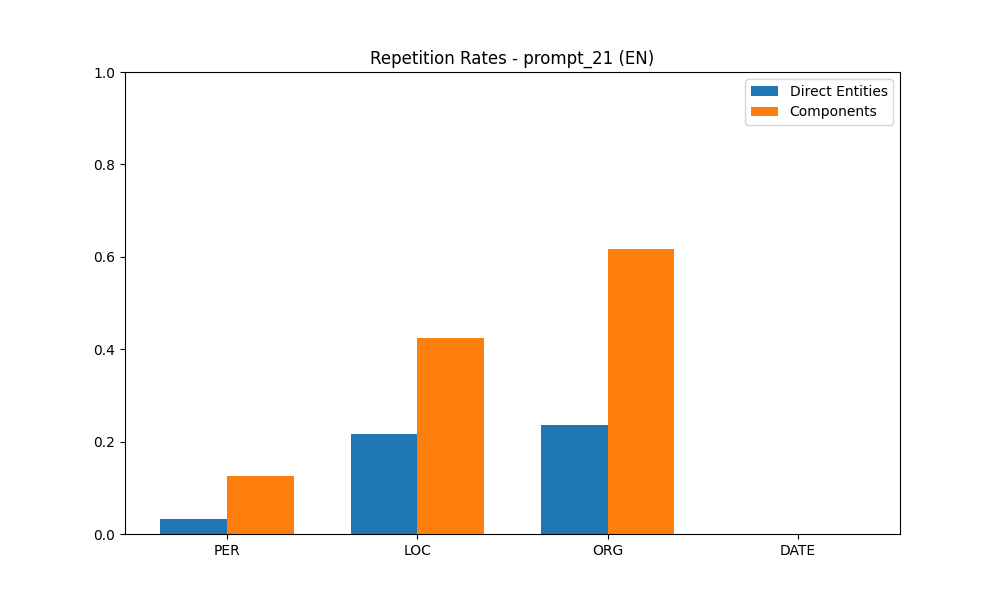 Repetition Rates - prompt_21 (EN)
1.0
Direct Entities
Components
0.8
0.6
0.4
0.2
0.0
PER LOC ORG DATE